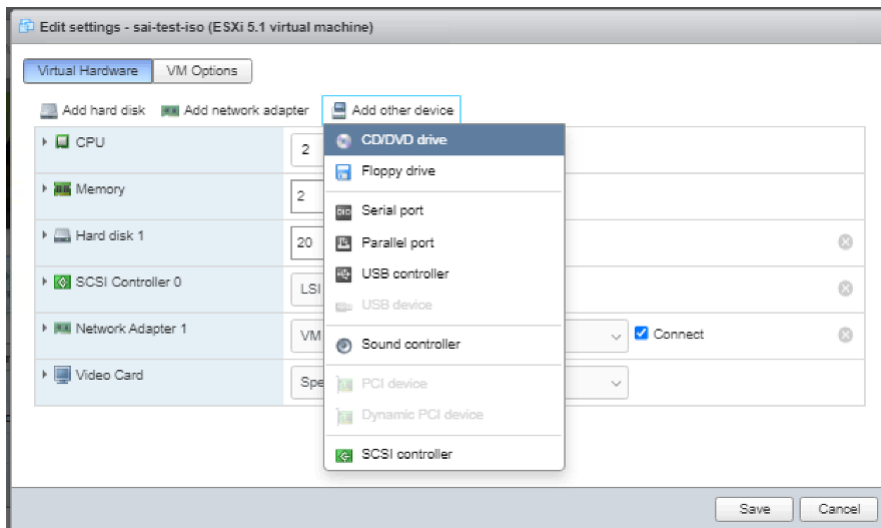 Edit settings - sai-test-iso (ESXi 5.1 virtual machine)
Virtual Hardware VM Options
Add hard disk Add network adapter Add other device
CPU 2
CD/DVD drive
Floppy drive
Memory 2
Serial port
Hard disk 1 20
Parallel port
SCSI Controller 0 LSI
USB controller
USB device
Network Adapter 1 VM Connect
Sound controller
Video Card Spe
PCI device
Dynamic PCI device
SCSI controller
Save Cancel